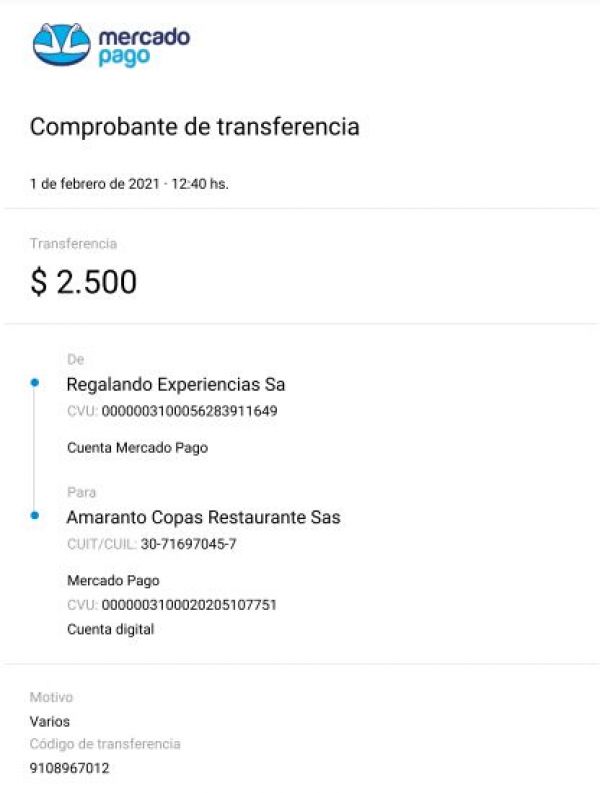 mercado
pago
Comprobante de transferencia
1 de febrero de 2021 · 12:40 hs.
Transferencia
$ 2.500
De
Regalando Experiencias Sa
CVU: 0000003100056283911649
Cuenta Mercado Pago
Para
Amaranto Copas Restaurante Sas
CUIT/CUIL: 30-71697045-7
Mercado Pago
CVU: 0000003100020205107751
Cuenta digital
Motivo
Varios
Código de transferencia
9108967012